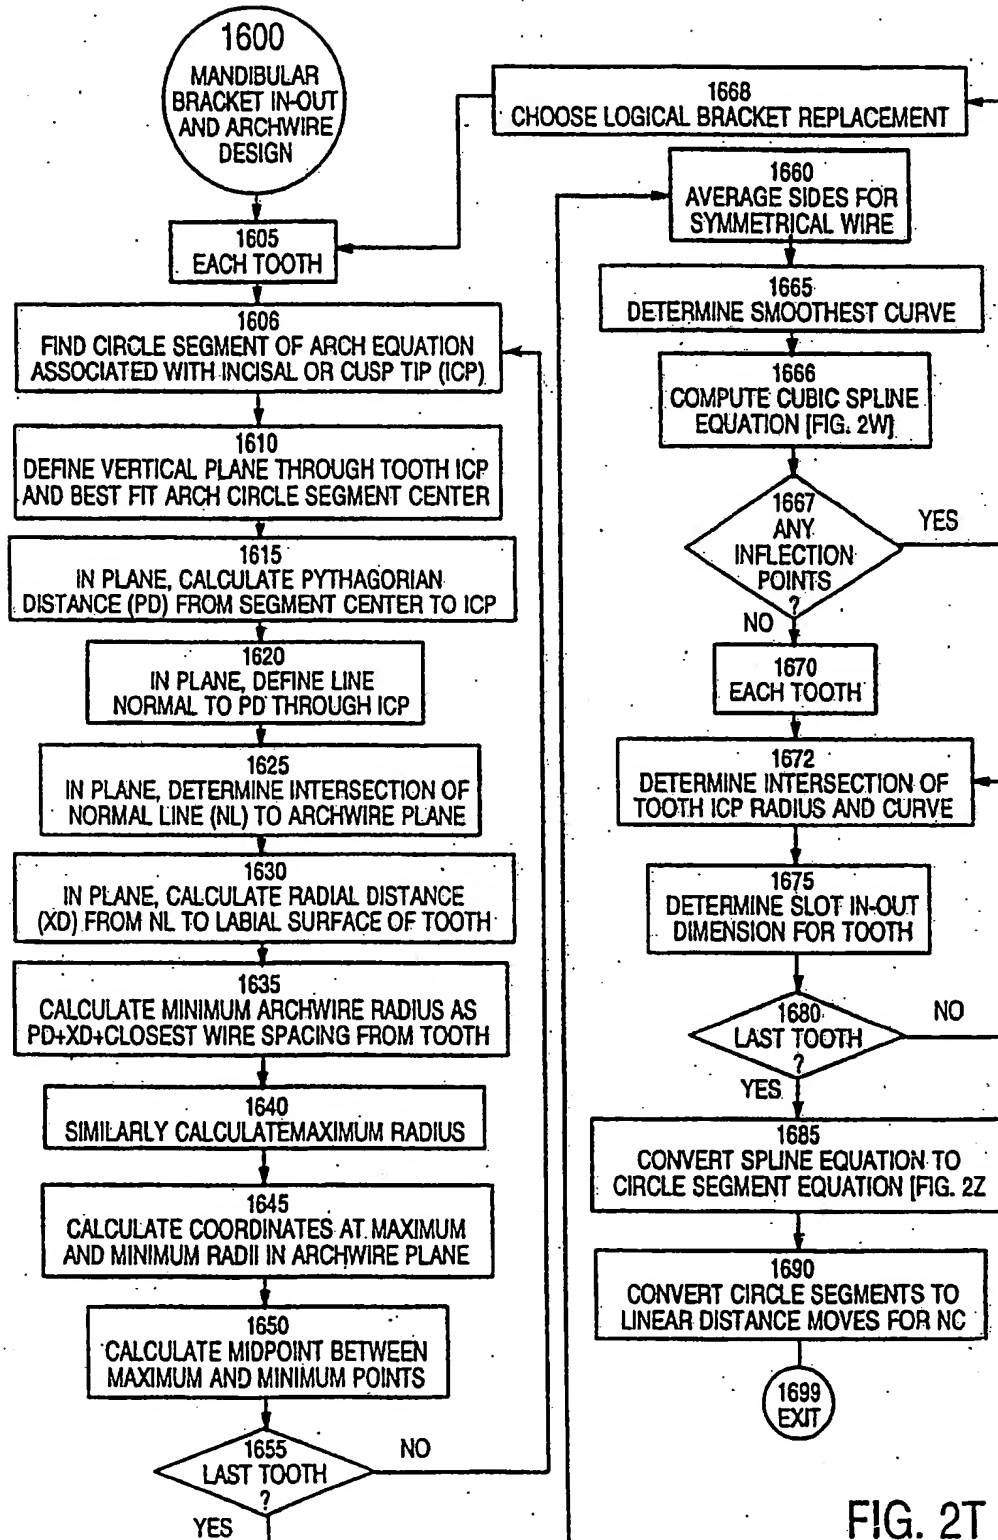 1600
MANDIBULAR
BRACKET IN-OUT
AND ARCHWIRE
DESIGN
1605
EACH TOOTH
1606
FIND CIRCLE SEGMENT OF ARCH EQUATION
ASSOCIATED WITH INCISAL OR CUSP TIP (ICP)
1610
DEFINE VERTICAL PLANE THROUGH TOOTH ICP
AND BEST FIT ARCH CIRCLE SEGMENT CENTER
1615
IN PLANE, CALCULATE PYTHAGORIAN
DISTANCE (PD) FROM SEGMENT CENTER TO ICP
1620
IN PLANE, DEFINE LINE
NORMAL TO PD THROUGH ICP
1625
IN PLANE, DETERMINE INTERSECTION OF
NORMAL LINE (NL) TO ARCHWIRE PLANE
1630
IN PLANE, CALCULATE RADIAL DISTANCE
(XD) FROM NL TO LABIAL SURFACE OF TOOTH
1635
CALCULATE MINIMUM ARCHWIRE RADIUS AS
PD+XD+CLOSEST WIRE SPACING FROM TOOTH
1640
SIMILARLY CALCULATEMAXIMUM RADIUS
1645
CALCULATE COORDINATES AT MAXIMUM
AND MINIMUM RADII IN ARCHWIRE PLANE
1650
CALCULATE MIDPOINT BETWEEN
MAXIMUM AND MINIMUM POINTS
1655
LAST TOOTH
?
NO
YES
1668
CHOOSE LOGICAL BRACKET REPLACEMENT
1660
AVERAGE SIDES FOR
SYMMETRICAL WIRE
1665
DETERMINE SMOOTHEST CURVE
1666
COMPUTE CUBIC SPLINE
EQUATION [FIG. 2W]
1667
ANY
INFLECTION
POINTS
?
YES
NO
1670
EACH TOOTH
1672
DETERMINE INTERSECTION OF
TOOTH ICP RADIUS AND CURVE
1675
DETERMINE SLOT IN-OUT
DIMENSION FOR TOOTH
1680
LAST TOOTH
?
NO
YES
1685
CONVERT SPLINE EQUATION TO
CIRCLE SEGMENT EQUATION [FIG. 2Z
1690
CONVERT CIRCLE SEGMENTS TO
LINEAR DISTANCE MOVES FOR NC
1699
EXIT
FIG. 2T